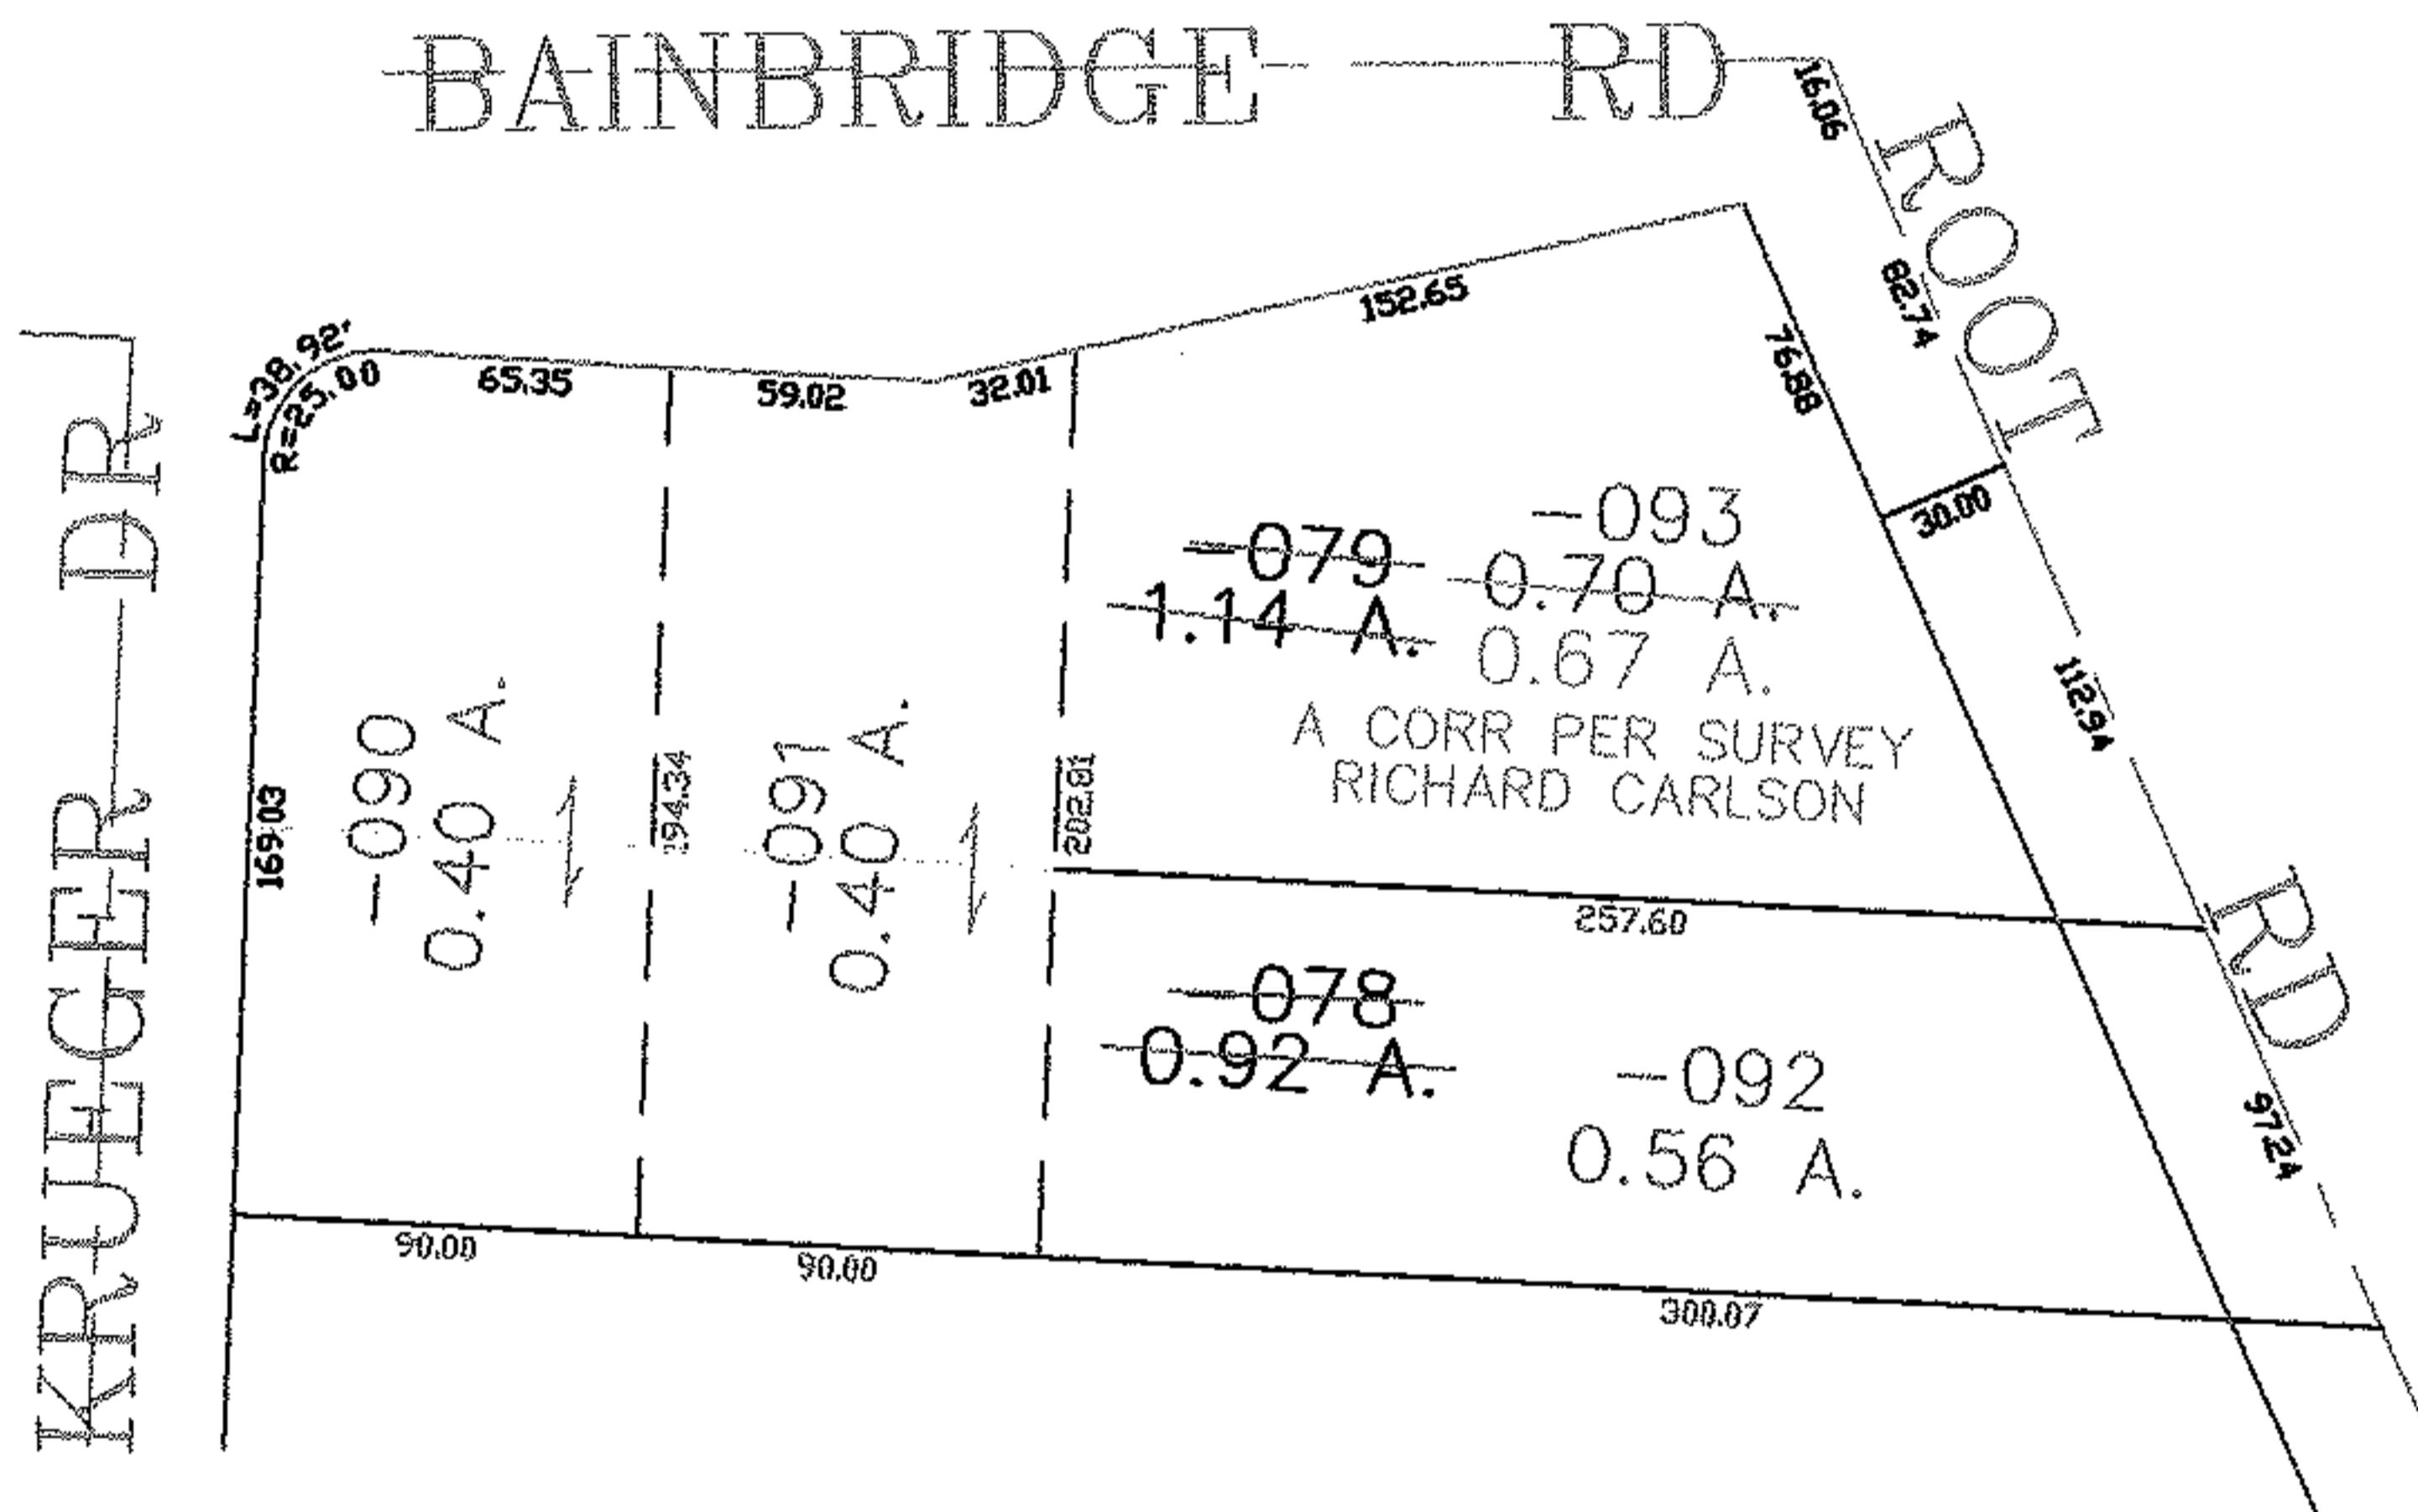 BAINBRIDGE RD
16.06
ROOT
82.74
152.65
76.88
L=38.92'
R=25.00
65.35
59.02
32.01
30.00
KRUEGER DR
-079
1.14 A.
-093
0.70 A.
0.67 A.
A CORR PER SURVEY
RICHARD CARLSON
112.94
-090
0.40 A.
-091
0.40 A.
169.03
194.34
202.81
257.60
RD
-078
0.92 A.
-092
0.56 A.
97.24
90.00
90.00
300.07